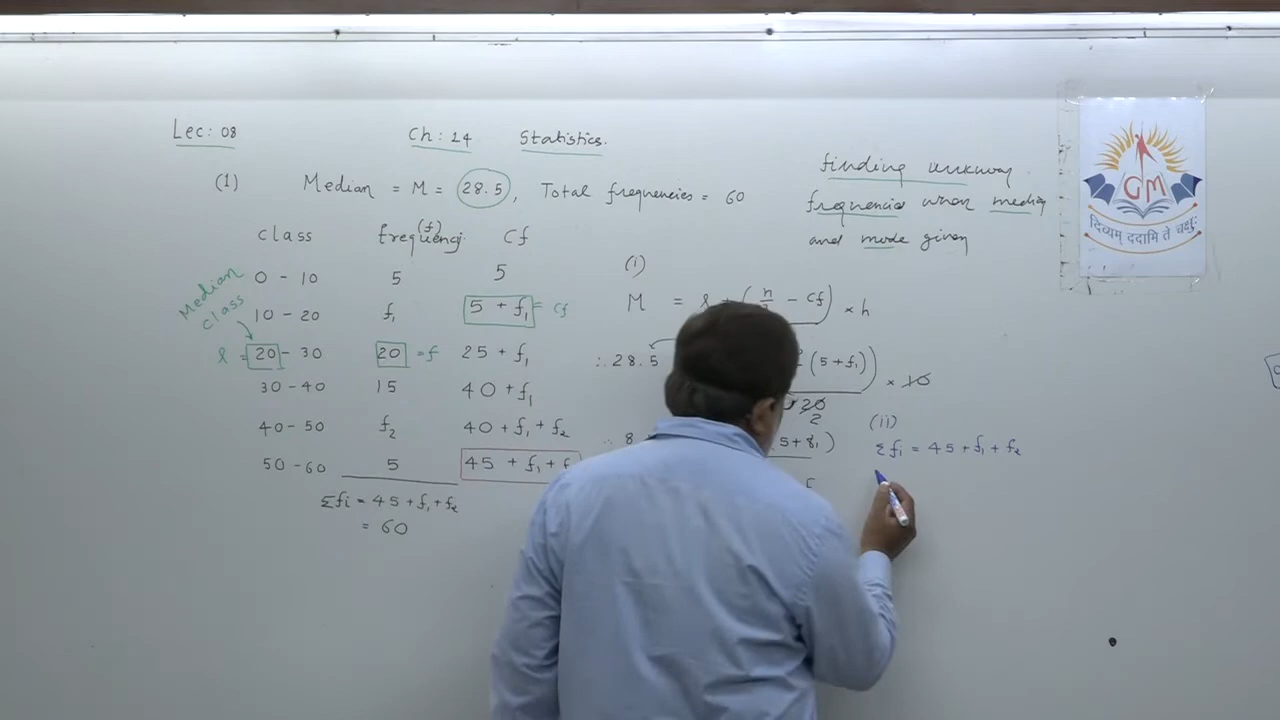 Lec: 08
Ch: 14 Statistics.
(1) Median = M = 28.5, Total frequencies = 60
finding unknown
frequencies when median
and mode given
class frequency (f) Cf
0 - 10 5 5
10 - 20 f₁ 5 + f₁ = cf
Median class
l = 20 - 30 20 = f 25 + f₁
30 - 40 15 40 + f₁
40 - 50 f₂ 40 + f₁ + f₂
50 - 60 5 45 + f₁ + f
Σfi = 45 + f₁ + f₂
= 60
(i)
M = l + ( n - cf ) × h
∴ 28.5 (5 + f₁)) × 10
20
2
∴ 8 5 + f₁)
(ii)
Σfi = 45 + f₁ + f₂
GM
दिव्यम् ददामि ते चक्षुः